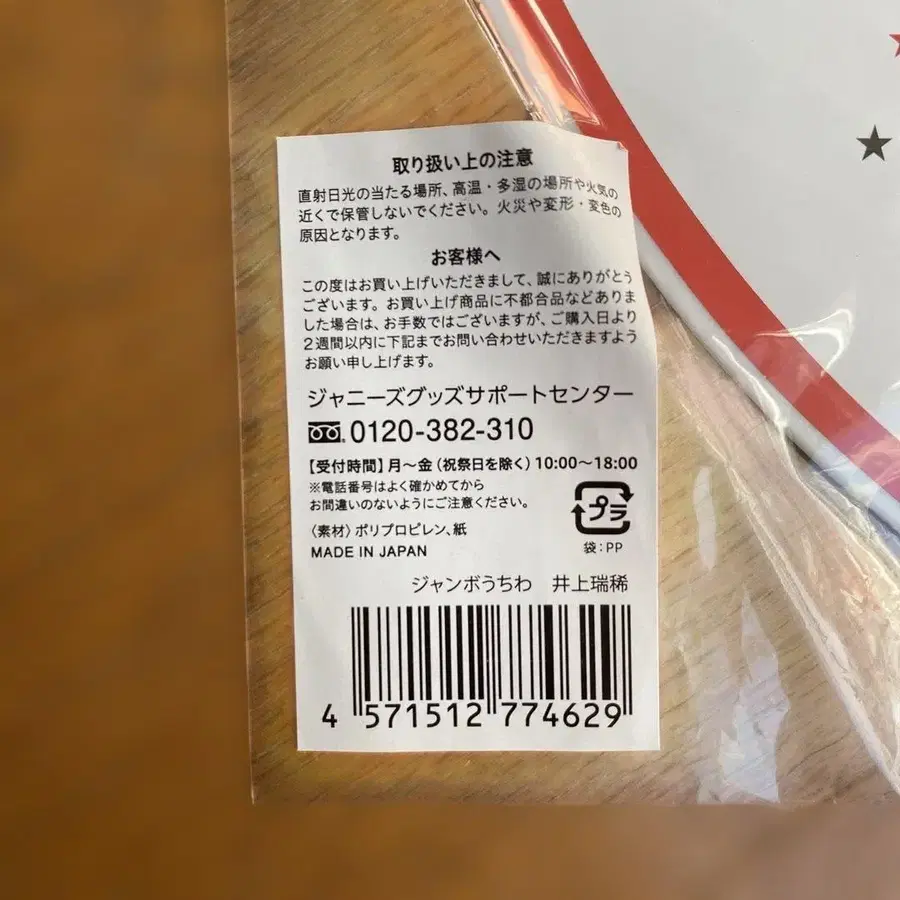 取り扱い上の注意
直射日光の当たる場所、高温・多湿の場所や火気の
近くで保管しないでください。火災や変形・変色の
原因となります。
お客様へ
この度はお買い上げいただきまして、誠にありがとう
ございます。お買い上げ商品に不都合品などありま
した場合は、お手数ではございますが、ご購入日より
2週間以内に下記までお問い合わせいただきますよう
お願い申し上げます。
ジャニーズグッズサポートセンター
0120-382-310
【受付時間】月～金（祝祭日を除く）10:00～18:00
※電話番号はよく確かめてから
お間違いのないようにご注意ください。
〈素材〉ポリプロピレン、紙
MADE IN JAPAN
プラ
袋：PP
ジャンボうちわ　井上瑞稀
4 571512 774629